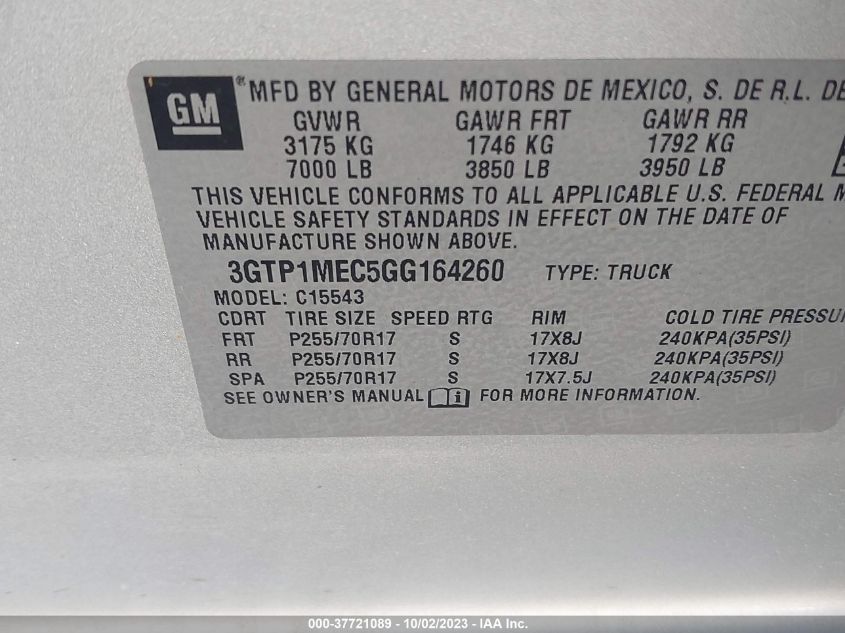 GM ® MFD BY GENERAL MOTORS DE MEXICO, S. DE R.L. DE
GVWR GAWR FRT GAWR RR
3175 KG 1746 KG 1792 KG
7000 LB 3850 LB 3950 LB
THIS VEHICLE CONFORMS TO ALL APPLICABLE U.S. FEDERAL M
VEHICLE SAFETY STANDARDS IN EFFECT ON THE DATE OF
MANUFACTURE SHOWN ABOVE.
3GTP1MEC5GG164260 TYPE: TRUCK
MODEL: C15543
CDRT TIRE SIZE SPEED RTG RIM COLD TIRE PRESSU
FRT P255/70R17 S 17X8J 240KPA(35PSI)
RR P255/70R17 S 17X8J 240KPA(35PSI)
SPA P255/70R17 S 17X7.5J 240KPA(35PSI)
SEE OWNER'S MANUAL i FOR MORE INFORMATION.
000-37721089 - 10/02/2023 - IAA Inc.